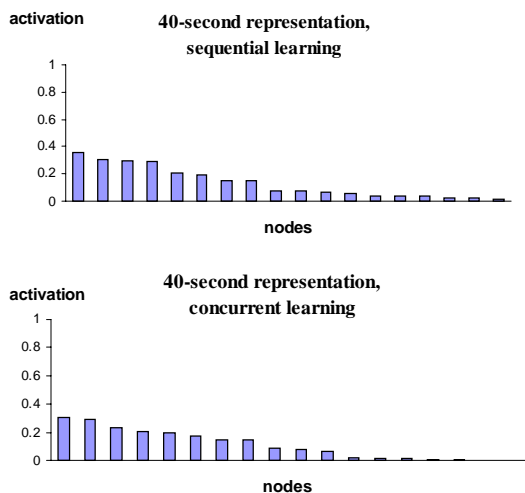 activation
40-second representation,
sequential learning
1
0.8
0.6
0.4
0.2
0
nodes
40-second representation,
activation
concurrent learning
1
0.8
0.6
0.4
0.2
0
nodes